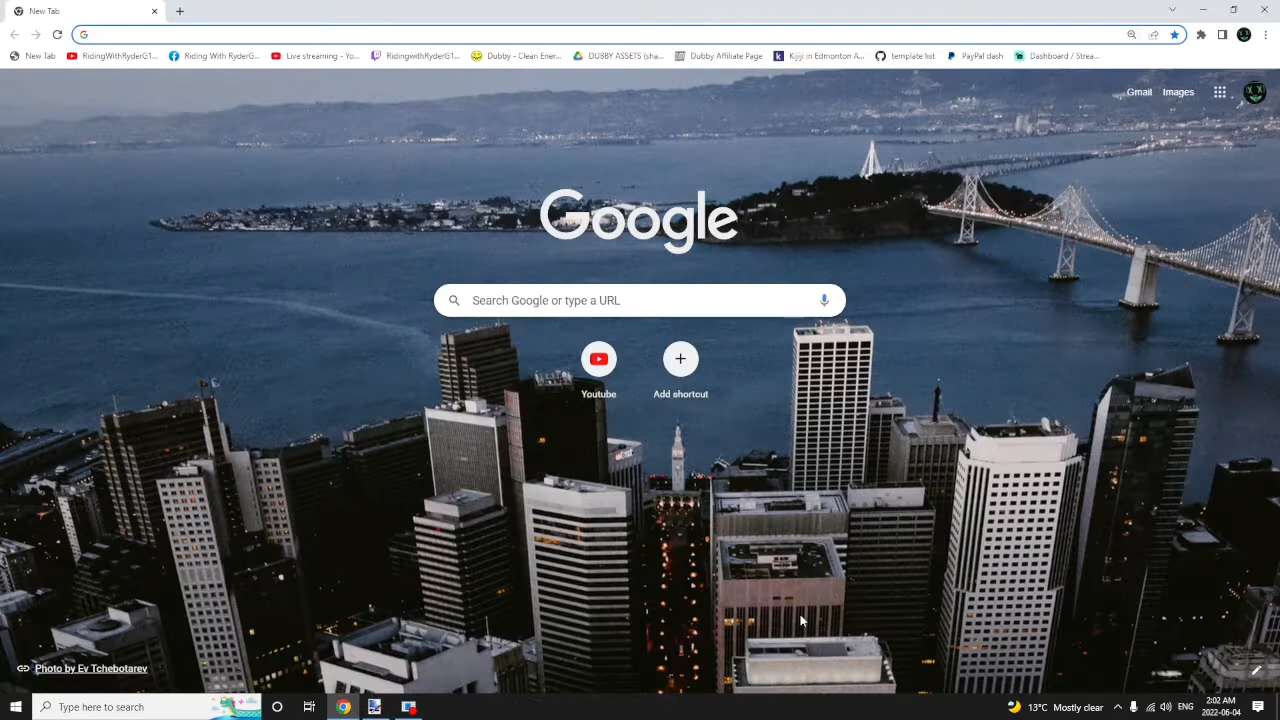 New Tab
New Tab
RidingWithRyderG1...
Riding With RyderG...
Live streaming - Yo...
RidingwithRyderG1...
Dubby - Clean Ener...
DUBBY ASSETS (sha...
Dubby Affiliate Page
Kijiji in Edmonton A...
template list
PayPal dash
Dashboard / Strea...
Gmail
Images
Google
Search Google or type a URL
Youtube
Add shortcut
Photo by Ev Tchebotarev
Type here to search
13°C Mostly clear
ENG
2:02 AM
2022-06-04